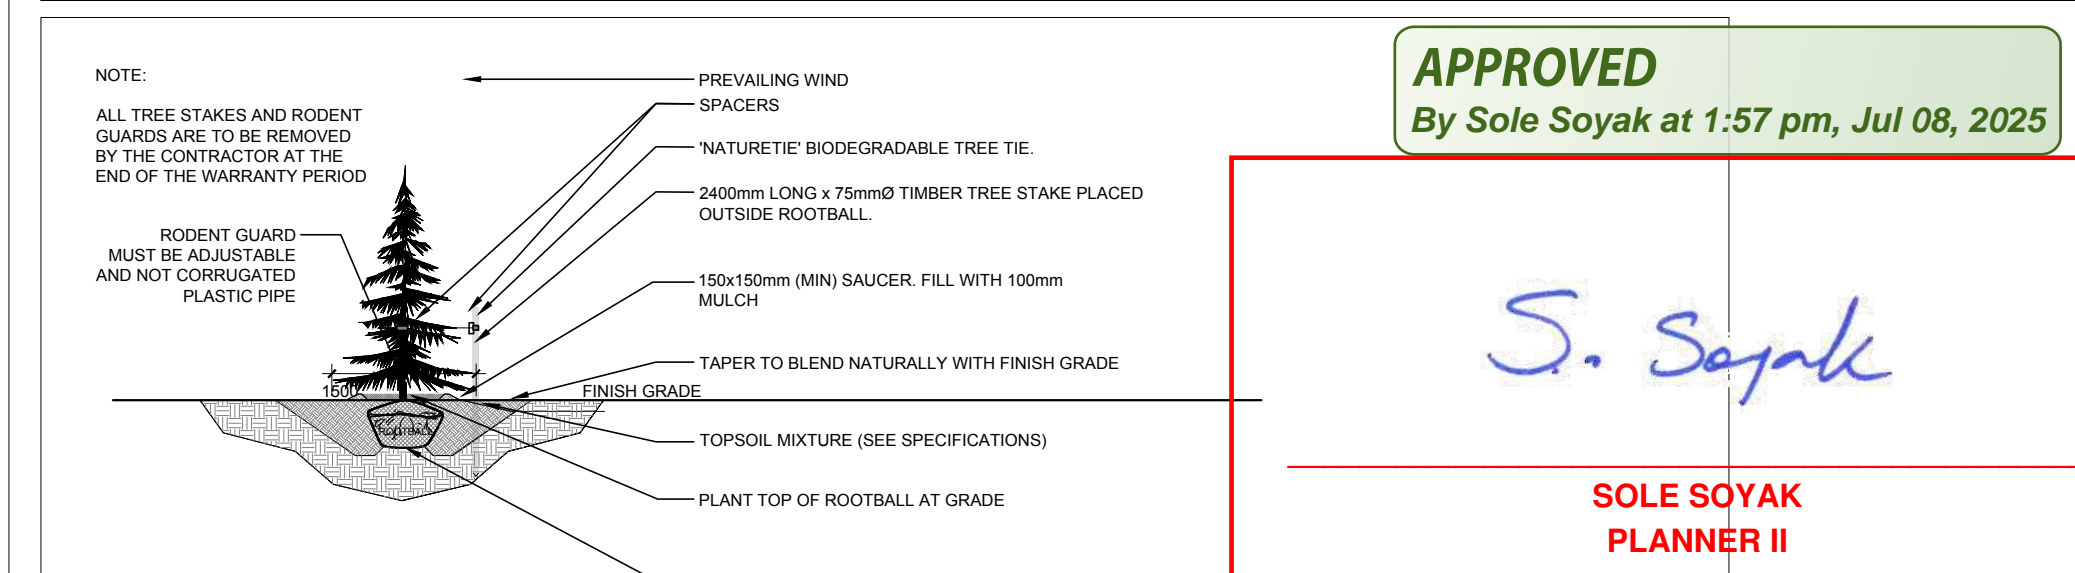 NOTE:
ALL TREE STAKES AND RODENT
GUARDS ARE TO BE REMOVED
BY THE CONTRACTOR AT THE
END OF THE WARRANTY PERIOD
RODENT GUARD
MUST BE ADJUSTABLE
AND NOT CORRUGATED
PLASTIC PIPE
PREVAILING WIND
SPACERS
'NATURETIE' BIODEGRADABLE TREE TIE.
2400mm LONG x 75mmØ TIMBER TREE STAKE PLACED
OUTSIDE ROOTBALL.
150x150mm (MIN) SAUCER. FILL WITH 100mm
MULCH
TAPER TO BLEND NATURALLY WITH FINISH GRADE
1500
FINISH GRADE
ROOTBALL
TOPSOIL MIXTURE (SEE SPECIFICATIONS)
PLANT TOP OF ROOTBALL AT GRADE
APPROVED
By Sole Soyak at 1:57 pm, Jul 08, 2025
S. Soyak
SOLE SOYAK
PLANNER II